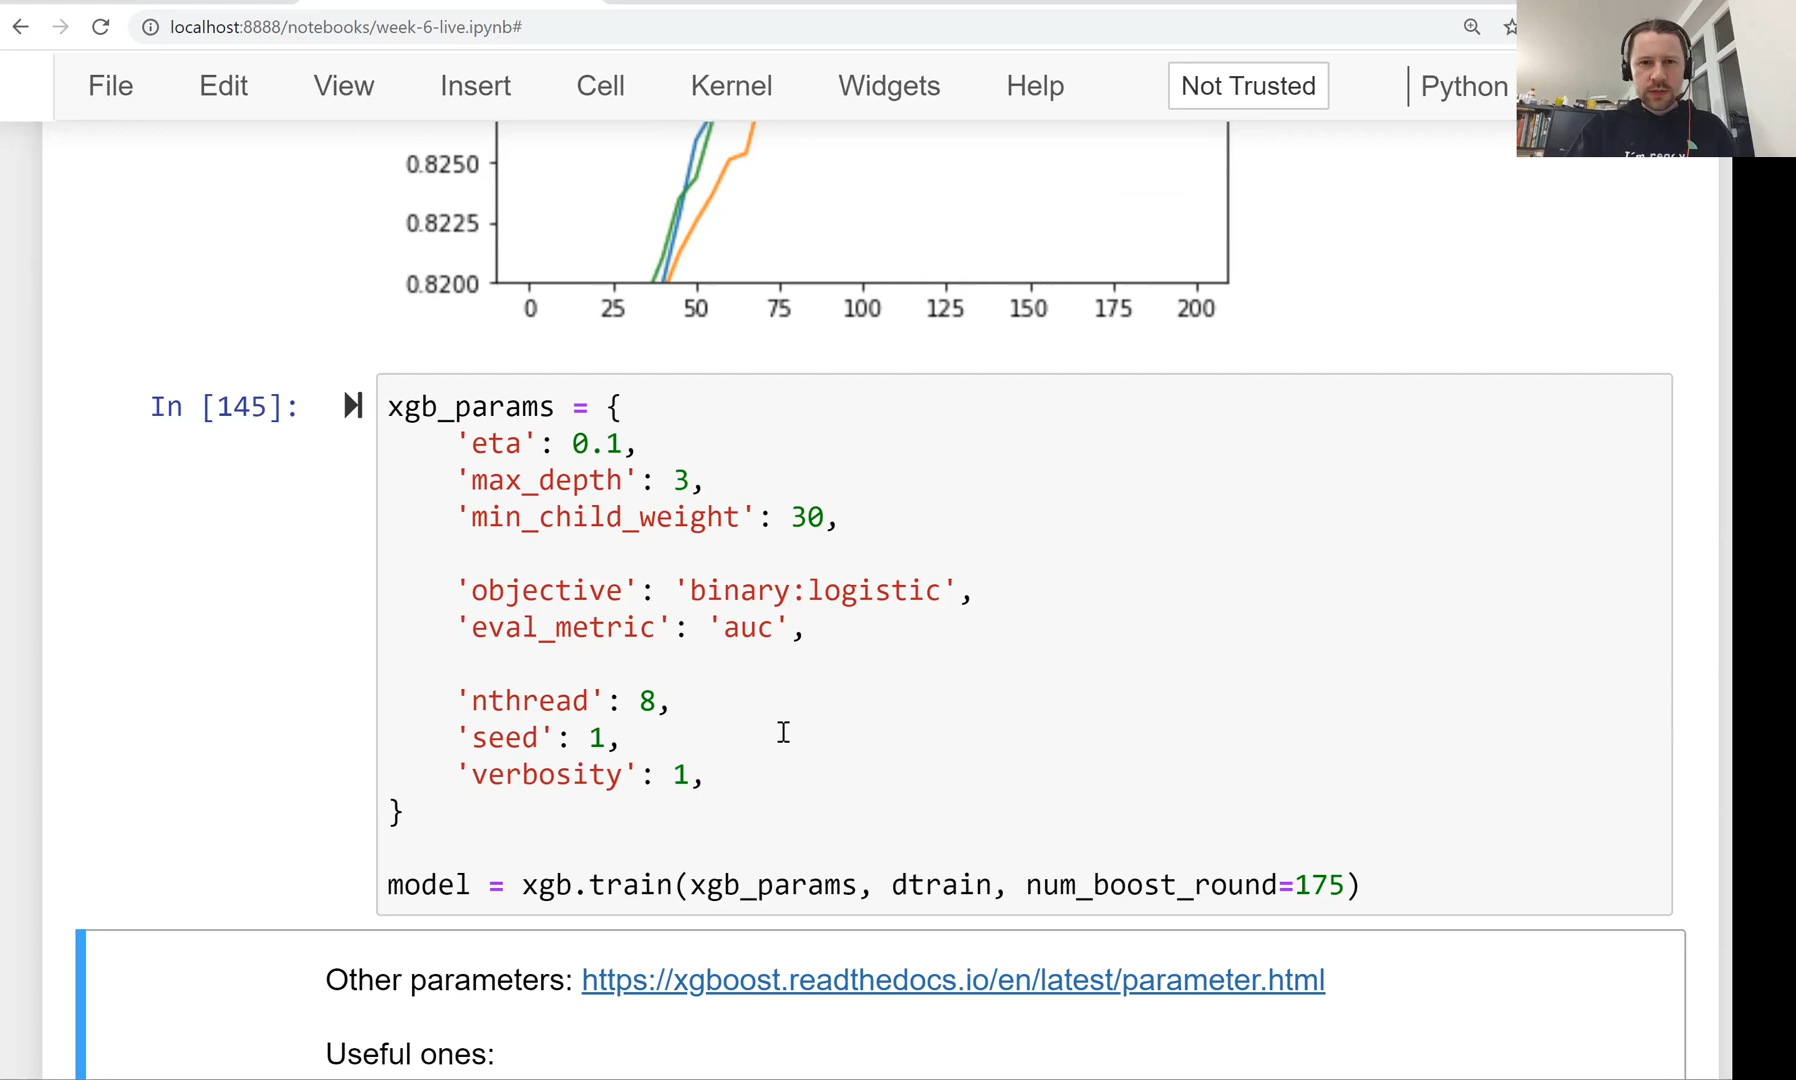 localhost:8888/notebooks/week-6-live.ipynb#
File Edit View Insert Cell Kernel Widgets Help Not Trusted Python
0.8250
0.8225
0.8200
0 25 50 75 100 125 150 175 200
In [145]:
xgb_params = {
'eta': 0.1,
'max_depth': 3,
'min_child_weight': 30,
'objective': 'binary:logistic',
'eval_metric': 'auc',
'nthread': 8,
'seed': 1,
'verbosity': 1,
}
model = xgb.train(xgb_params, dtrain, num_boost_round=175)
Other parameters: https://xgboost.readthedocs.io/en/latest/parameter.html
Useful ones: